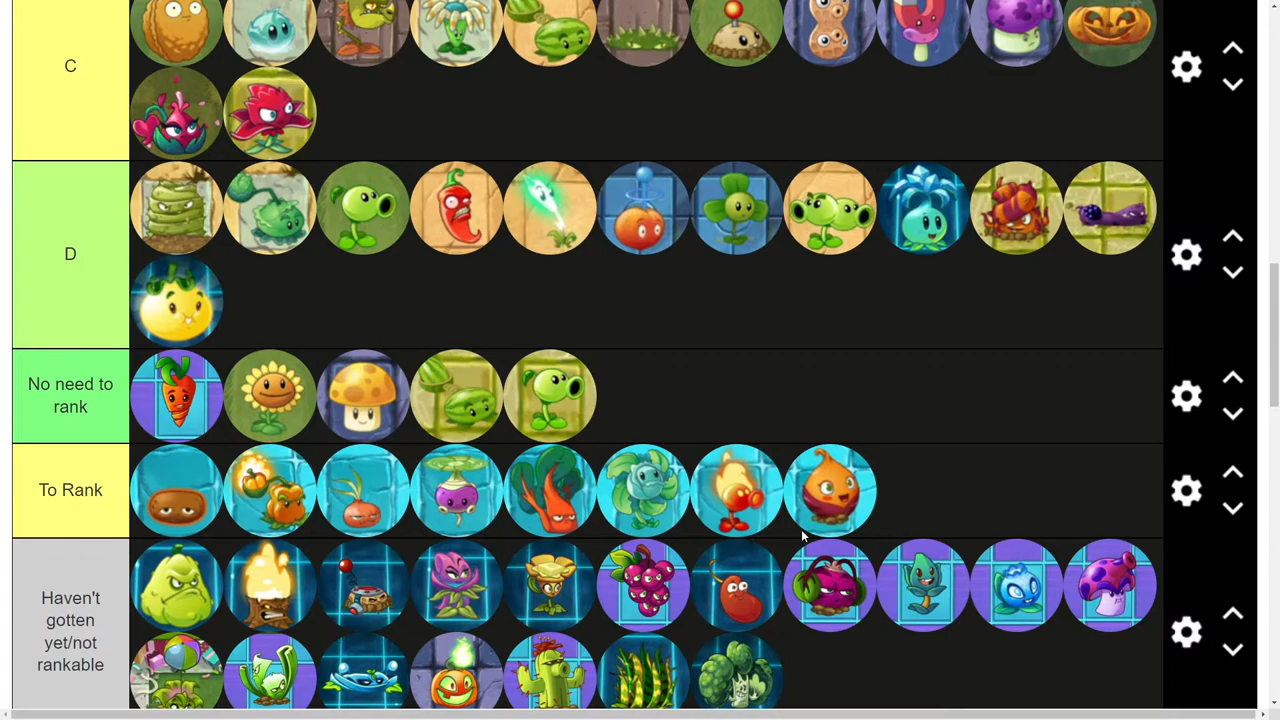 C
D
No need to
rank
To Rank
Haven't
gotten
yet/not
rankable